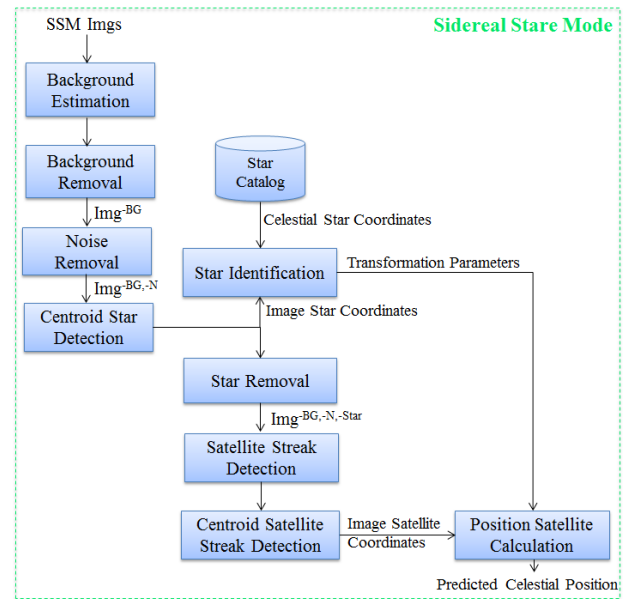 SSM Imgs
Sidereal Stare Mode
Background
Estimation
Background
Removal
Img-BG
Noise
Removal
Img-BG,-N
Centroid Star
Detection
Star
Catalog
Celestial Star Coordinates
Star Identification
Transformation Parameters
Image Star Coordinates
Star Removal
Img-BG,-N,-Star
Satellite Streak
Detection
Centroid Satellite
Streak Detection
Image Satellite
Coordinates
Position Satellite
Calculation
Predicted Celestial Position